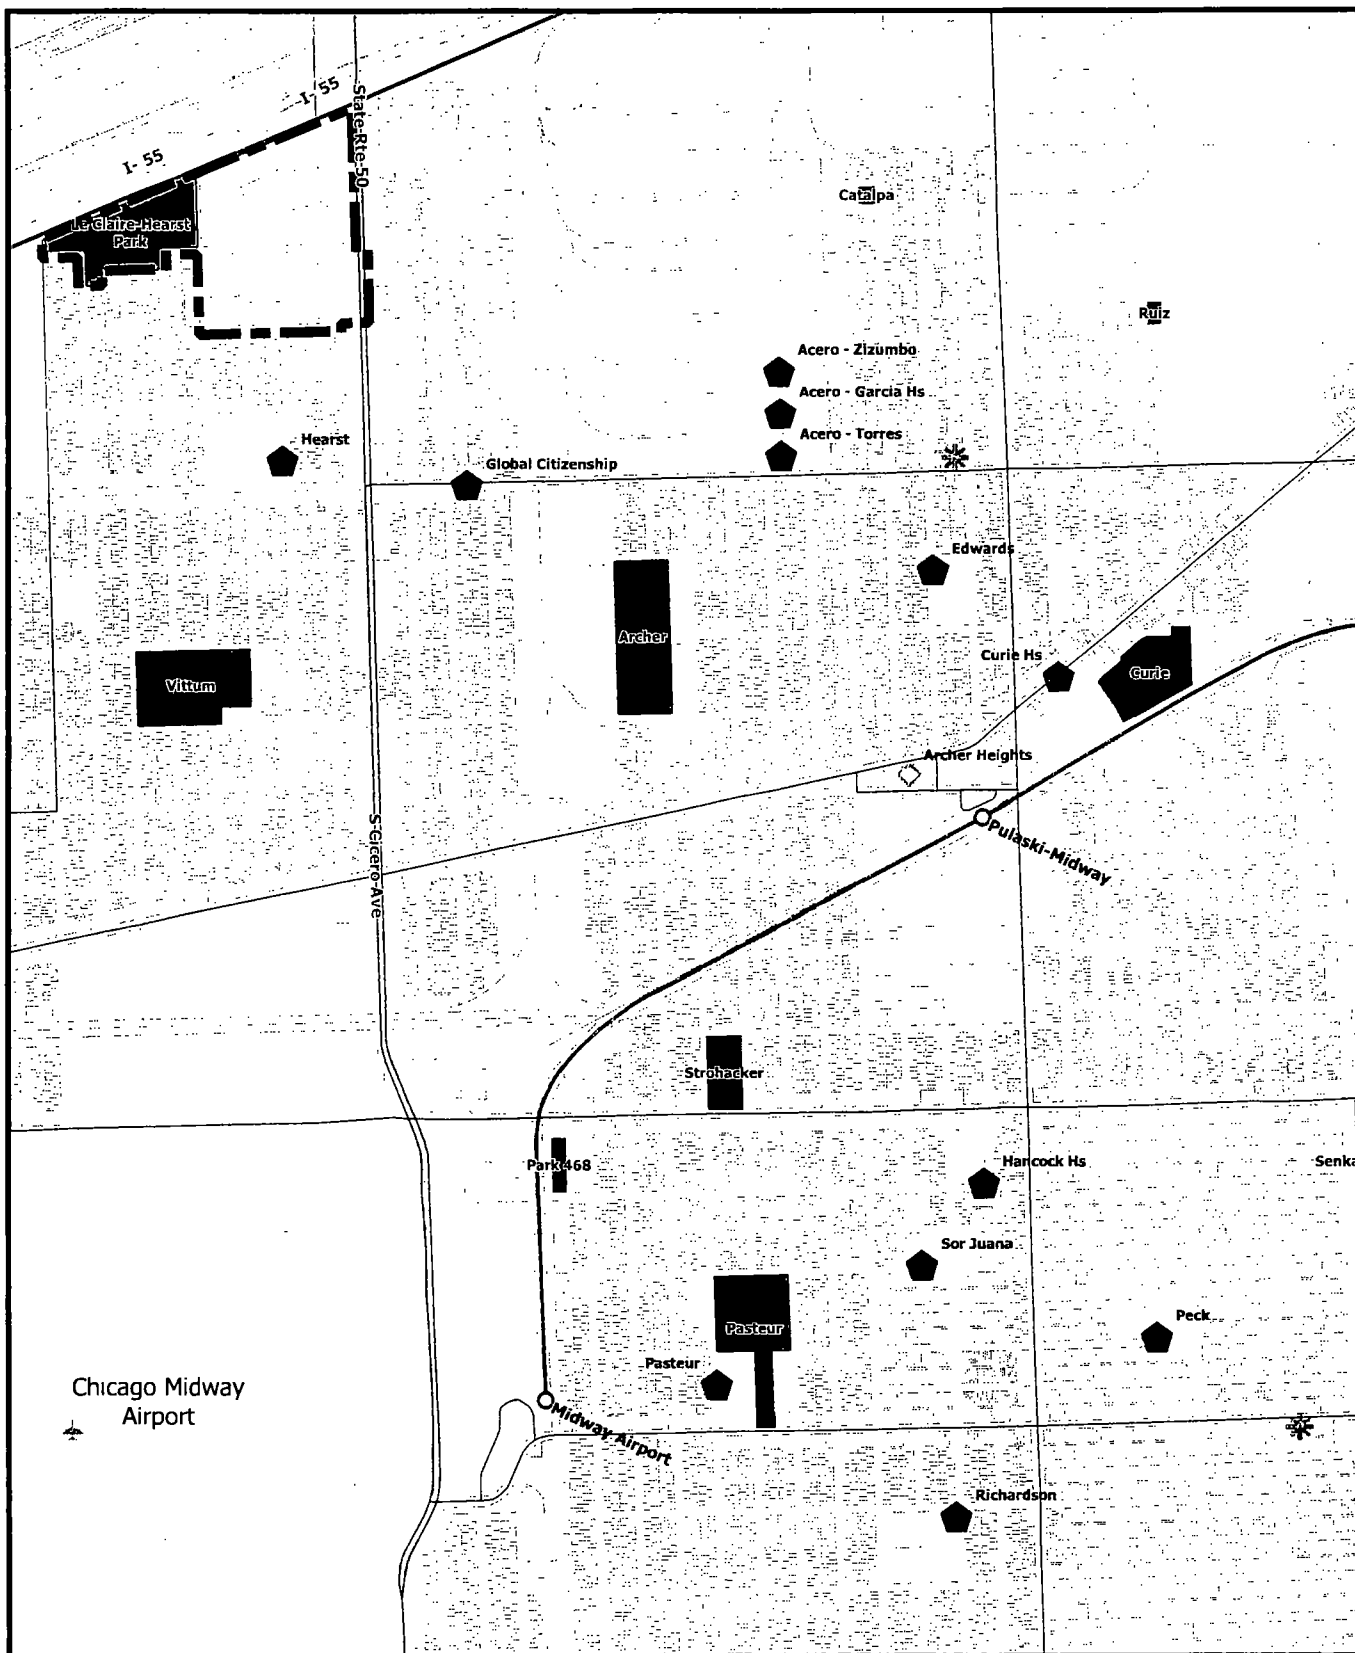 I- 55
State Rte 50
I- 55
Catalpa
Le Claire-Hearst
Park
Ruiz
Acero - Zizumbo
Acero - Garcia Hs
Acero - Torres
Hearst
Global Citizenship
Edwards
Archer
Curie Hs
Curie
Vittum
Archer Heights
S Cicero Ave
Pulaski-Midway
Strohacker
Park 468
Hancock Hs
Senka
Sor Juana
Peck
Pasteur
Pasteur
Chicago Midway
Airport
Midway Airport
Richardson